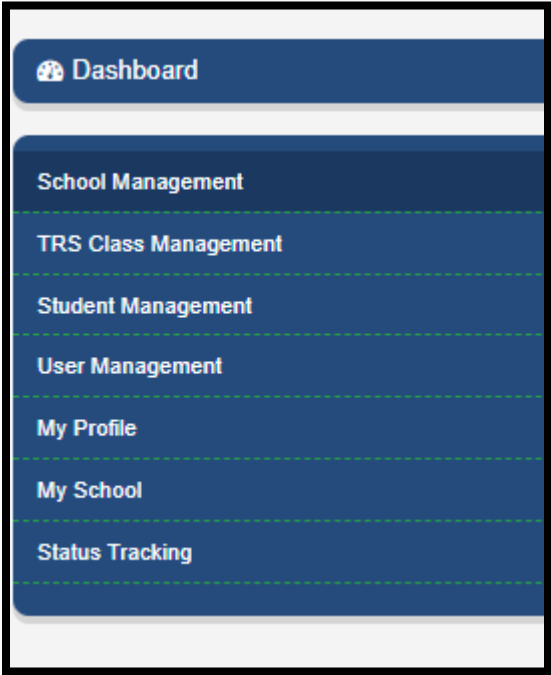 Dashboard
School Management
TRS Class Management
Student Management
User Management
My Profile
My School
Status Tracking